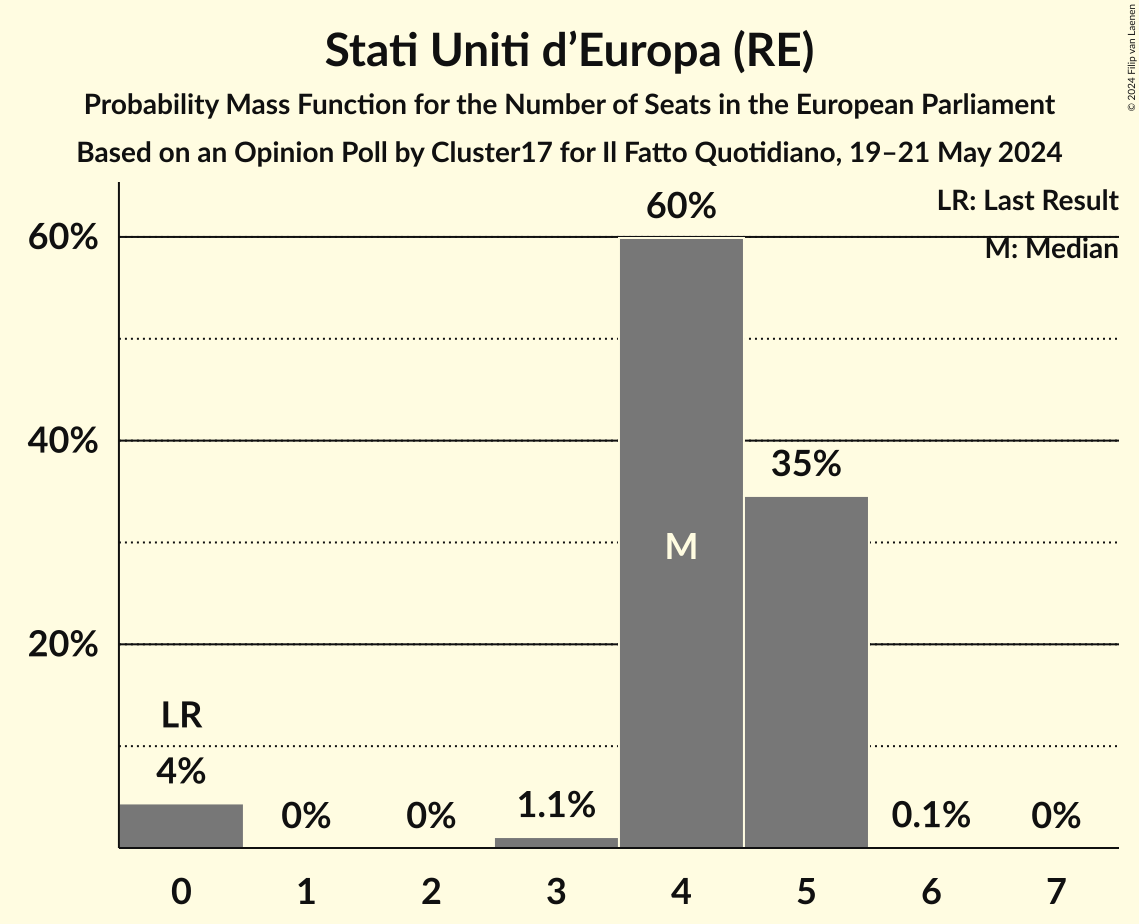 Stati Uniti d’Europa (RE)
Probability Mass Function for the Number of Seats in the European Parliament
Based on an Opinion Poll by Cluster17 for Il Fatto Quotidiano, 19–21 May 2024
© 2024 Filip van Laenen
LR: Last Result
M: Median
60%
40%
20%
LR
4%
0%
0%
1.1%
60%
M
35%
0.1%
0%
0
1
2
3
4
5
6
7